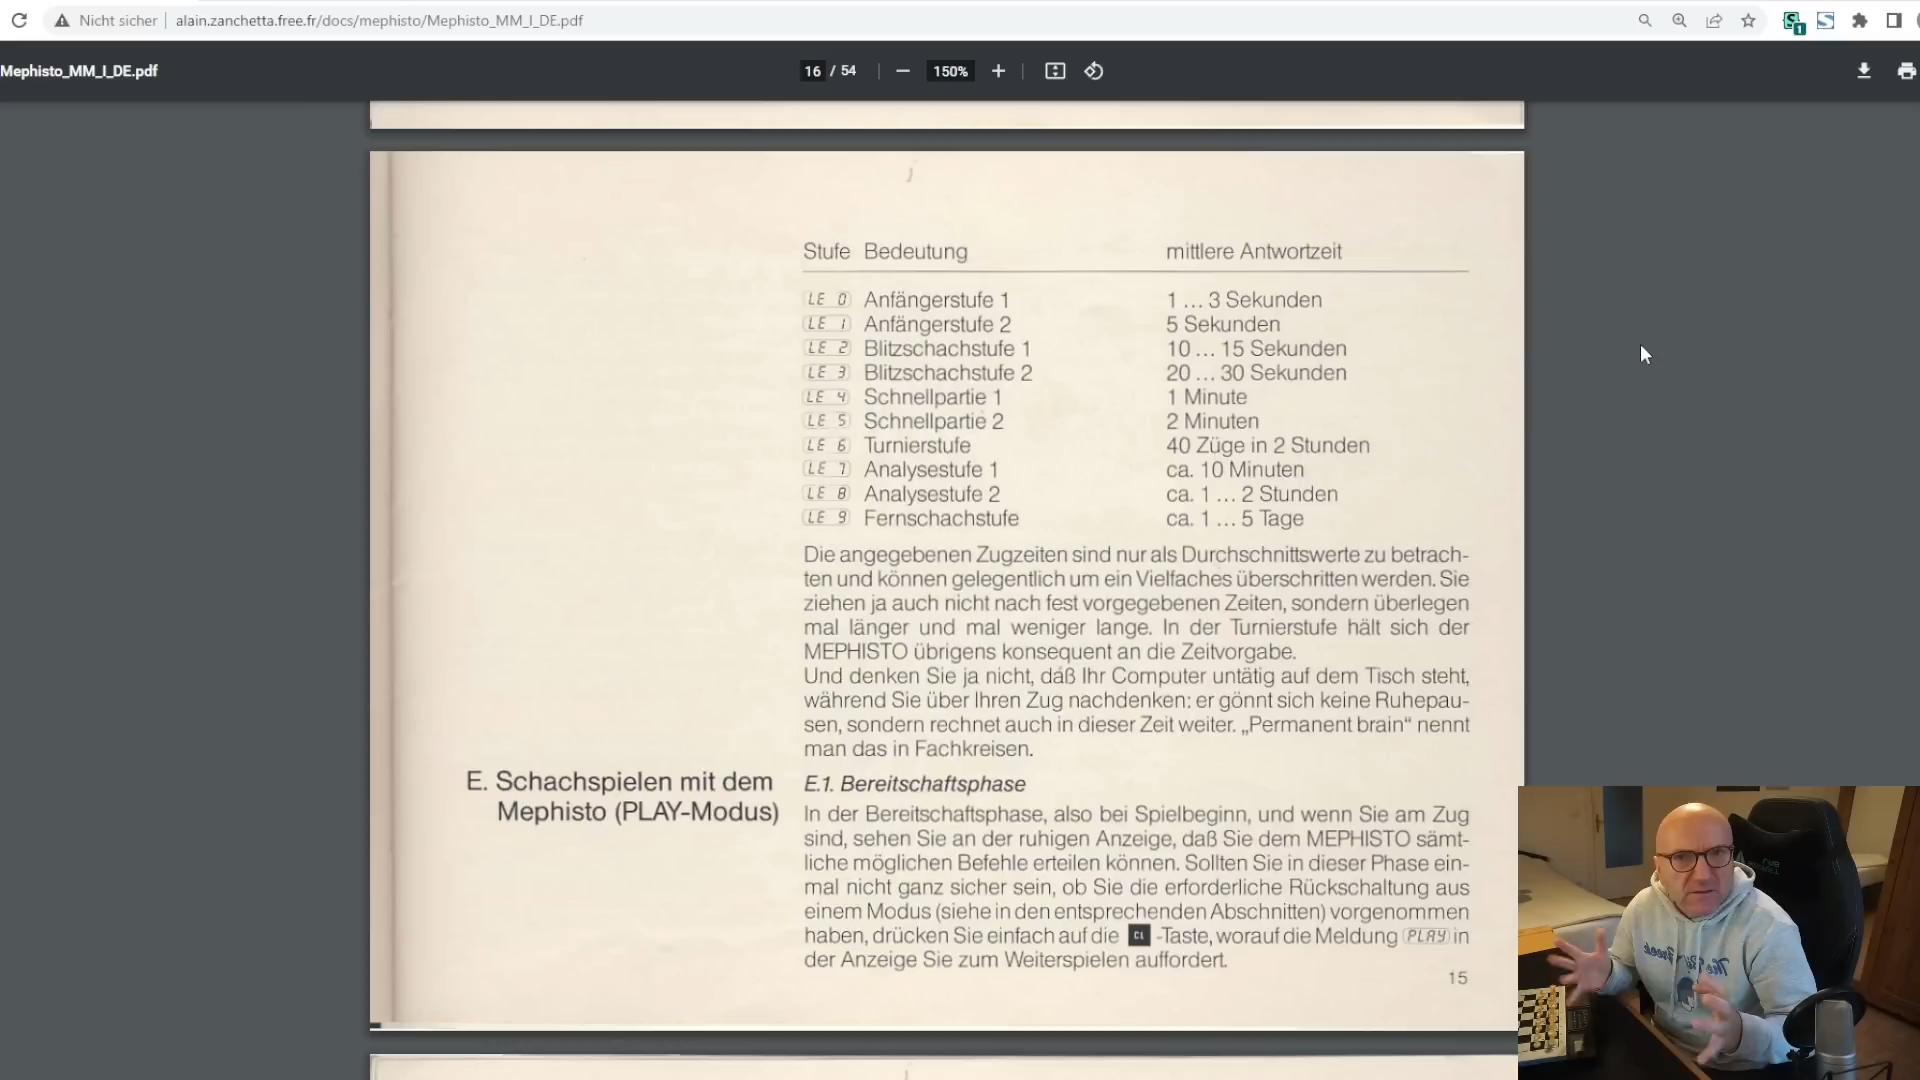 Nicht sicher
alain.zanchetta.free.fr/docs/mephisto/Mephisto_MM_I_DE.pdf
1
Mephisto_MM_I_DE.pdf
16 / 54
150%
Stufe Bedeutung mittlere Antwortzeit
LE 0 Anfängerstufe 1 1 ... 3 Sekunden
LE 1 Anfängerstufe 2 5 Sekunden
LE 2 Blitzschachstufe 1 10 ... 15 Sekunden
LE 3 Blitzschachstufe 2 20 ... 30 Sekunden
LE 4 Schnellpartie 1 1 Minute
LE 5 Schnellpartie 2 2 Minuten
LE 6 Turnierstufe 40 Züge in 2 Stunden
LE 7 Analysestufe 1 ca. 10 Minuten
LE 8 Analysestufe 2 ca. 1 ... 2 Stunden
LE 9 Fernschachstufe ca. 1 ... 5 Tage
Die angegebenen Zugzeiten sind nur als Durchschnittswerte zu betrach-
ten und können gelegentlich um ein Vielfaches überschritten werden. Sie
ziehen ja auch nicht nach fest vorgegebenen Zeiten, sondern überlegen
mal länger und mal weniger lange. In der Turnierstufe hält sich der
MEPHISTO übrigens konsequent an die Zeitvorgabe.
Und denken Sie ja nicht, daß Ihr Computer untätig auf dem Tisch steht,
während Sie über Ihren Zug nachdenken: er gönnt sich keine Ruhepau-
sen, sondern rechnet auch in dieser Zeit weiter. „Permanent brain“ nennt
man das in Fachkreisen.
E. Schachspielen mit dem
Mephisto (PLAY-Modus)
E.1. Bereitschaftsphase
In der Bereitschaftsphase, also bei Spielbeginn, und wenn Sie am Zug
sind, sehen Sie an der ruhigen Anzeige, daß Sie dem MEPHISTO sämt-
liche möglichen Befehle erteilen können. Sollten Sie in dieser Phase ein-
mal nicht ganz sicher sein, ob Sie die erforderliche Rückschaltung aus
einem Modus (siehe in den entsprechenden Abschnitten) vorgenommen
haben, drücken Sie einfach auf die CL -Taste, worauf die Meldung PLAY in
der Anzeige Sie zum Weiterspielen auffordert.
15